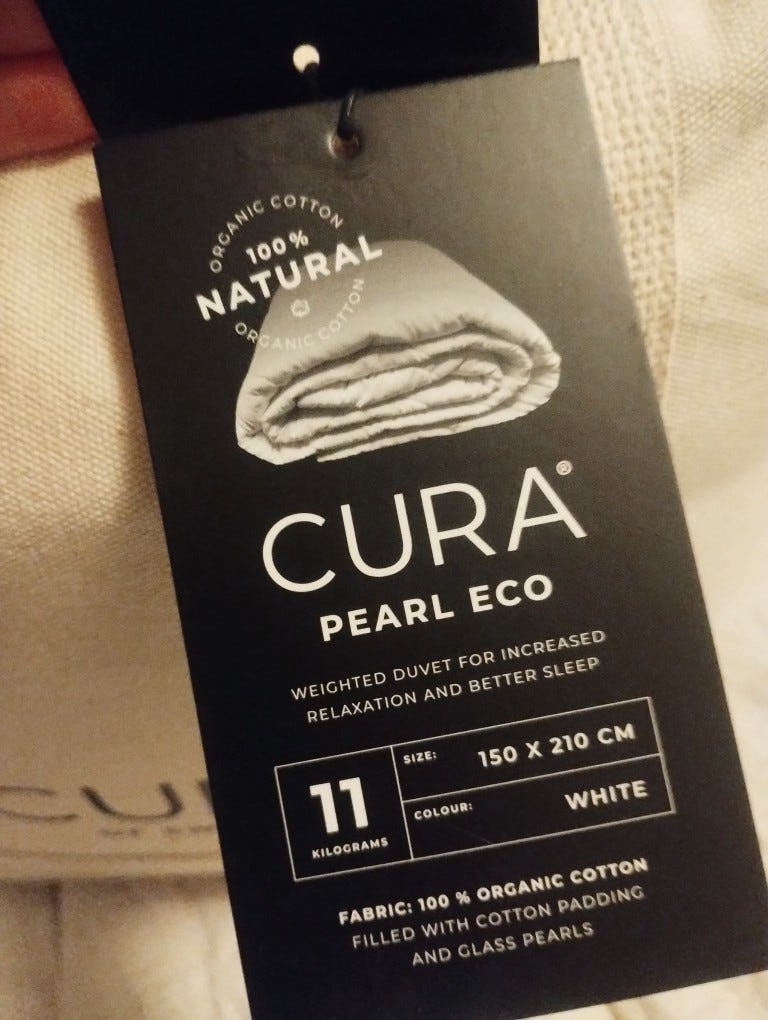 ORGANIC COTTON
100%
NATURAL
ORGANIC COTTON
CURA®
PEARL ECO
WEIGHTED DUVET FOR INCREASED
RELAXATION AND BETTER SLEEP
11
KILOGRAMS
SIZE: 150 X 210 CM
COLOUR: WHITE
FABRIC: 100 % ORGANIC COTTON
FILLED WITH COTTON PADDING
AND GLASS PEARLS
CU